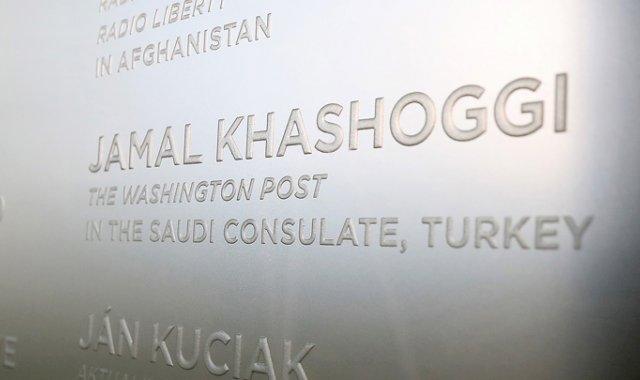 RADIO LIBERTY
IN AFGHANISTAN
JAMAL KHASHOGGI
THE WASHINGTON POST
IN THE SAUDI CONSULATE, TURKEY
JÁN KUCIAK